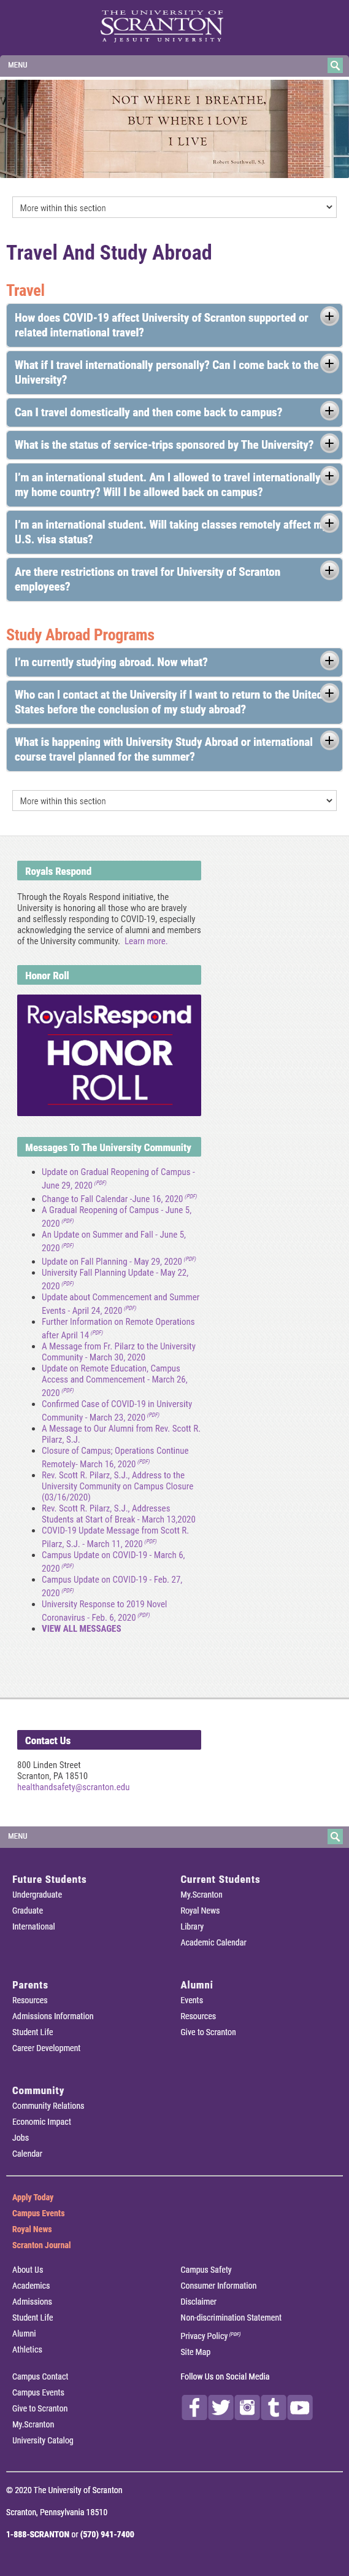 THE UNIVERSITY OF
SCRANTON
A JESUIT UNIVERSITY
MENU
NOT WHERE I BREATHE,
BUT WHERE I LOVE
I LIVE
Robert Southwell, S.J.
More within this section
Travel And Study Abroad
Travel
How does COVID-19 affect University of Scranton supported or
related international travel?
What if I travel internationally personally? Can I come back to the
University?
Can I travel domestically and then come back to campus?
What is the status of service-trips sponsored by The University?
I'm an international student. Am I allowed to travel internationally
my home country? Will I be allowed back on campus?
I'm an international student. Will taking classes remotely affect m
U.S. visa status?
Are there restrictions on travel for University of Scranton
employees?
Study Abroad Programs
I'm currently studying abroad. Now what?
Who can I contact at the University if I want to return to the United
States before the conclusion of my study abroad?
What is happening with University Study Abroad or international
course travel planned for the summer?
More within this section
Royals Respond
Through the Royals Respond initiative, the
University is honoring all those who are bravely
and selflessly responding to COVID-19, especially
acknowledging the service of alumni and members
of the University community. Learn more.
Honor Roll
RoyalsRespond
HONOR
ROLL
Messages To The University Community
Update on Gradual Reopening of Campus -
June 29, 2020 (PDF)
Change to Fall Calendar -June 16, 2020 (PDF)
A Gradual Reopening of Campus - June 5,
2020 (PDF)
An Update on Summer and Fall - June 5,
2020 (PDF)
Update on Fall Planning - May 29, 2020 (PDF)
University Fall Planning Update - May 22,
2020 (PDF)
Update about Commencement and Summer
Events - April 24, 2020 (PDF)
Further Information on Remote Operations
after April 14 (PDF)
A Message from Fr. Pilarz to the University
Community - March 30, 2020
Update on Remote Education, Campus
Access and Commencement - March 26,
2020 (PDF)
Confirmed Case of COVID-19 in University
Community - March 23, 2020 (PDF)
A Message to Our Alumni from Rev. Scott R.
Pilarz, S.J.
Closure of Campus; Operations Continue
Remotely- March 16, 2020 (PDF)
Rev. Scott R. Pilarz, S.J., Address to the
University Community on Campus Closure
(03/16/2020)
Rev. Scott R. Pilarz, S.J., Addresses
Students at Start of Break - March 13,2020
COVID-19 Update Message from Scott R.
Pilarz, S.J. - March 11, 2020 (PDF)
Campus Update on COVID-19 - March 6,
2020 (PDF)
Campus Update on COVID-19 - Feb. 27,
2020 (PDF)
University Response to 2019 Novel
Coronavirus - Feb. 6, 2020 (PDF)
VIEW ALL MESSAGES
Contact Us
800 Linden Street
Scranton, PA 18510
healthandsafety@scranton.edu
MENU
Future Students
Undergraduate
Graduate
International
Current Students
My.Scranton
Royal News
Library
Academic Calendar
Parents
Resources
Admissions Information
Student Life
Career Development
Alumni
Events
Resources
Give to Scranton
Community
Community Relations
Economic Impact
Jobs
Calendar
Apply Today
Campus Events
Royal News
Scranton Journal
About Us
Academics
Admissions
Student Life
Alumni
Athletics
Campus Safety
Consumer Information
Disclaimer
Non-discrimination Statement
Privacy Policy (PDF)
Site Map
Campus Contact
Campus Events
Give to Scranton
My.Scranton
University Catalog
Follow Us on Social Media
© 2020 The University of Scranton
Scranton, Pennsylvania 18510
1-888-SCRANTON or (570) 941-7400